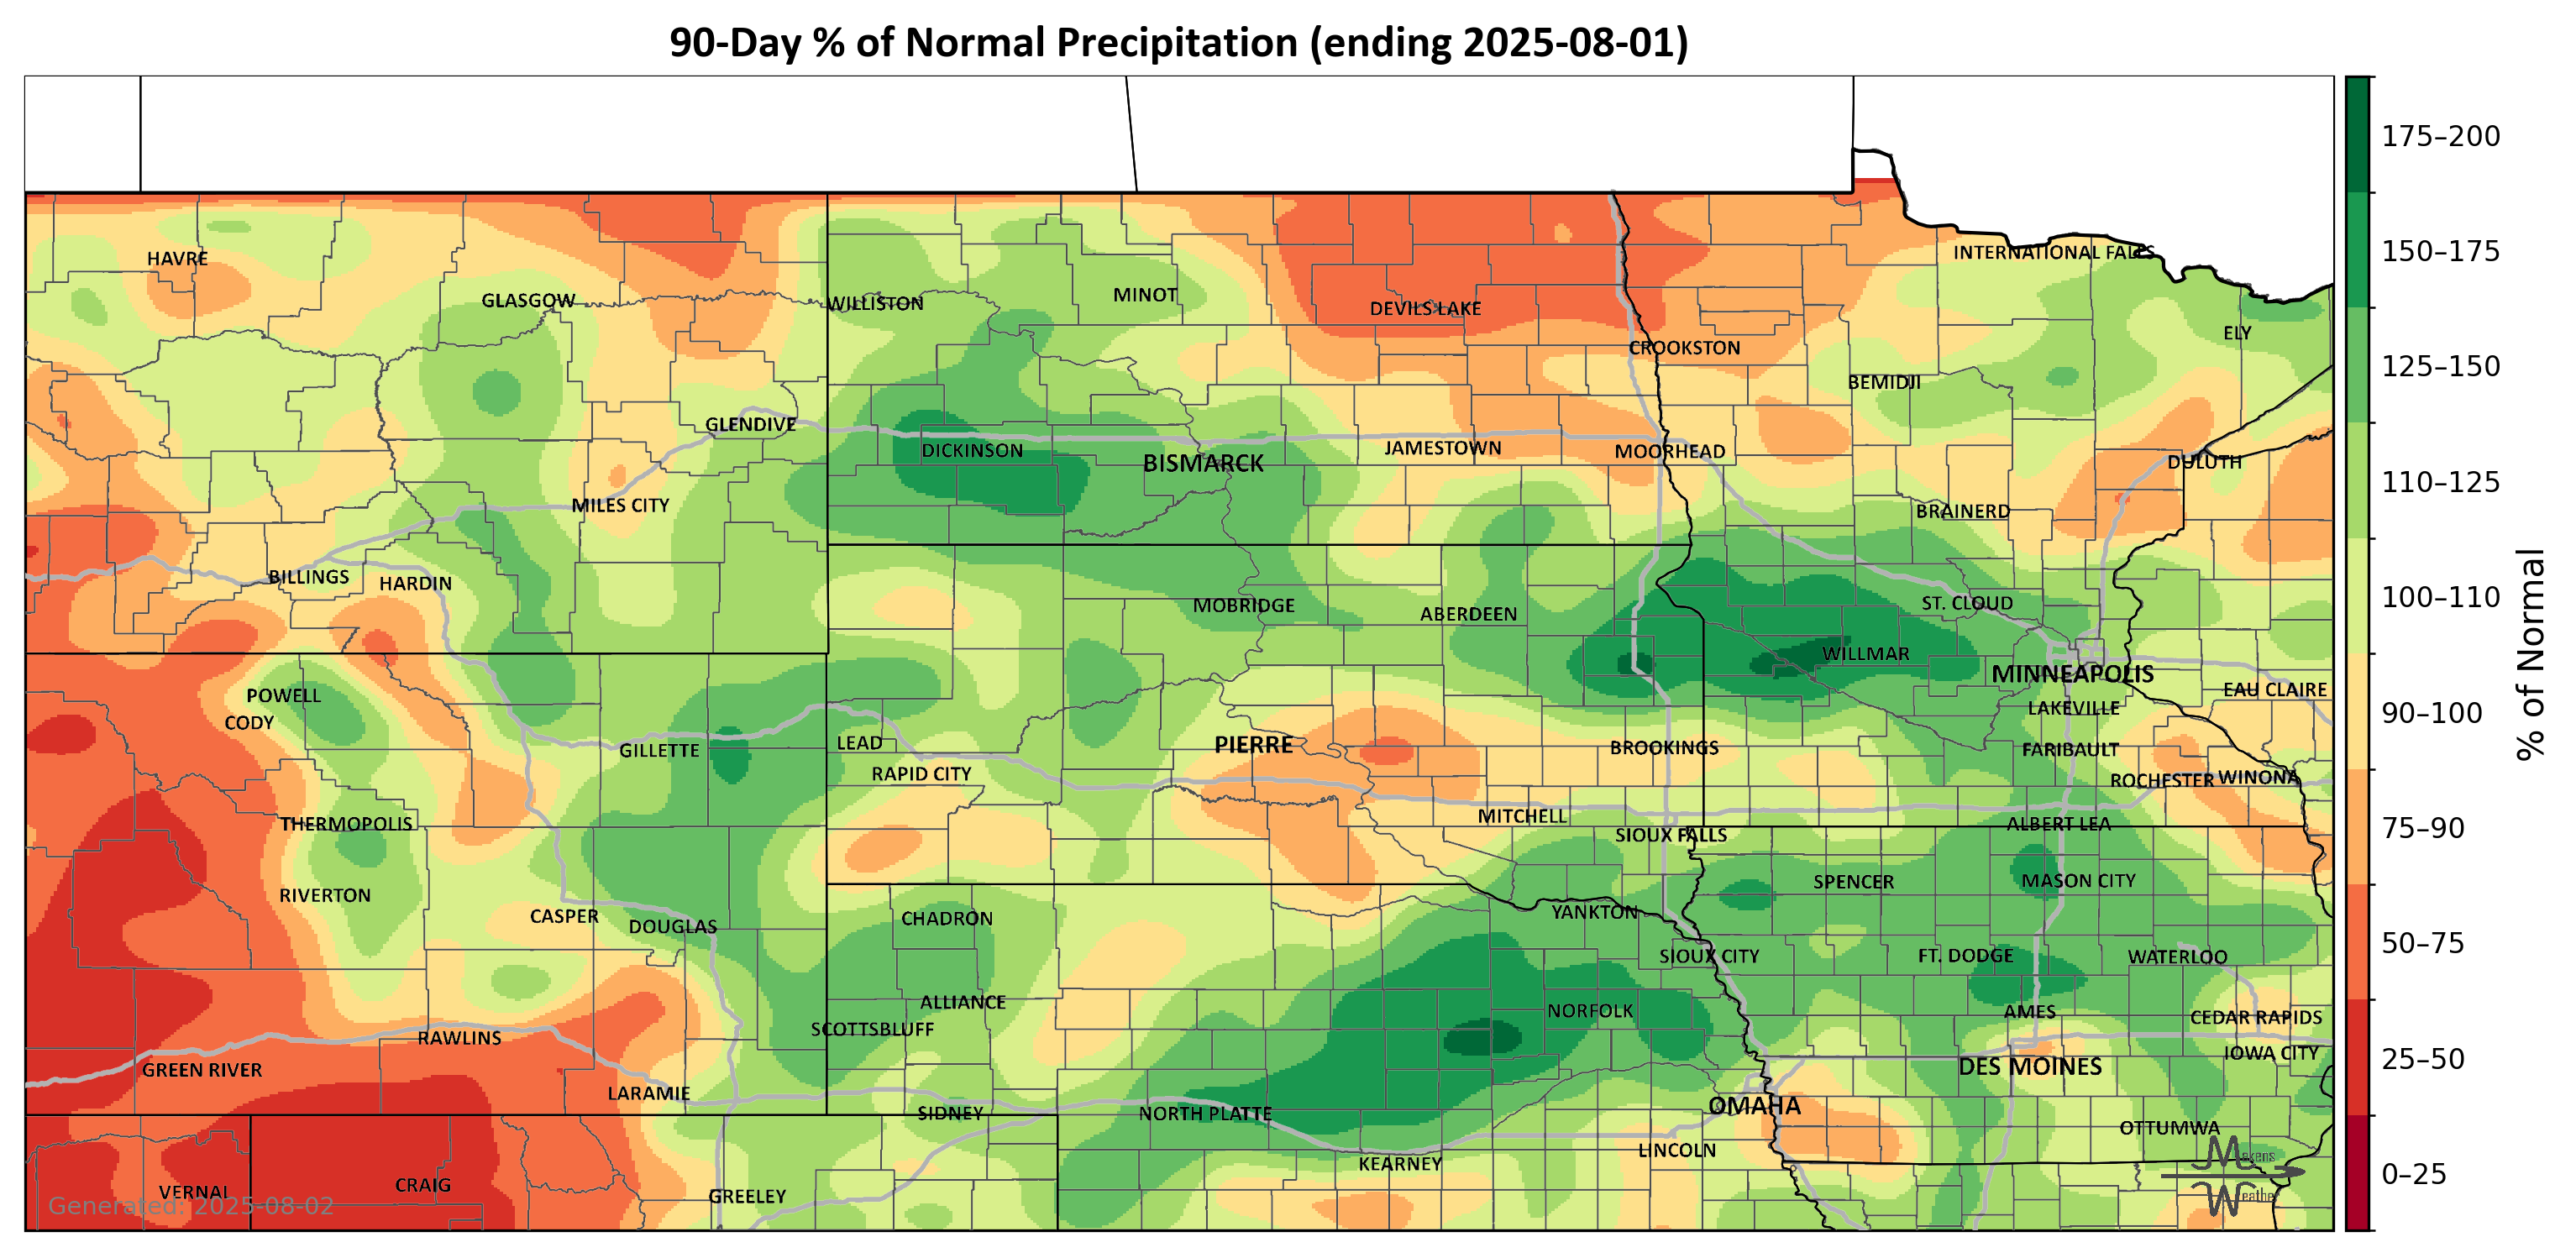 90-Day % of Normal Precipitation (ending 2025-08-01)
175–200
INTERNATIONAL FALLS
150–175
HAVRE
GLASGOW
WILLISTON
MINOT
DEVILS LAKE
ELY
CROOKSTON
125–150
BEMIDJI
GLENDIVE
DICKINSON
BISMARCK
JAMESTOWN
MOORHEAD
DULUTH
110–125
MILES CITY
BRAINERD
BILLINGS
HARDIN
MOBRIDGE
ABERDEEN
ST. CLOUD
100–110
WILLMAR
MINNEAPOLIS
% of Normal
POWELL
EAU CLAIRE
CODY
LAKEVILLE
90–100
GILLETTE
LEAD
PIERRE
BROOKINGS
FARIBAULT
RAPID CITY
ROCHESTER
WINONA
THERMOPOLIS
MITCHELL
SIOUX FALLS
ALBERT LEA
75–90
RIVERTON
SPENCER
MASON CITY
CASPER
DOUGLAS
CHADRON
YANKTON
SIOUX CITY
FT. DODGE
WATERLOO
50–75
ALLIANCE
NORFOLK
AMES
CEDAR RAPIDS
SCOTTSBLUFF
RAWLINS
IOWA CITY
25–50
GREEN RIVER
DES MOINES
LARAMIE
SIDNEY
NORTH PLATTE
OMAHA
OTTUMWA
LINCOLN
KEARNEY
Makens
Weather
0–25
VERNAL
CRAIG
GREELEY
Generated: 2025-08-02